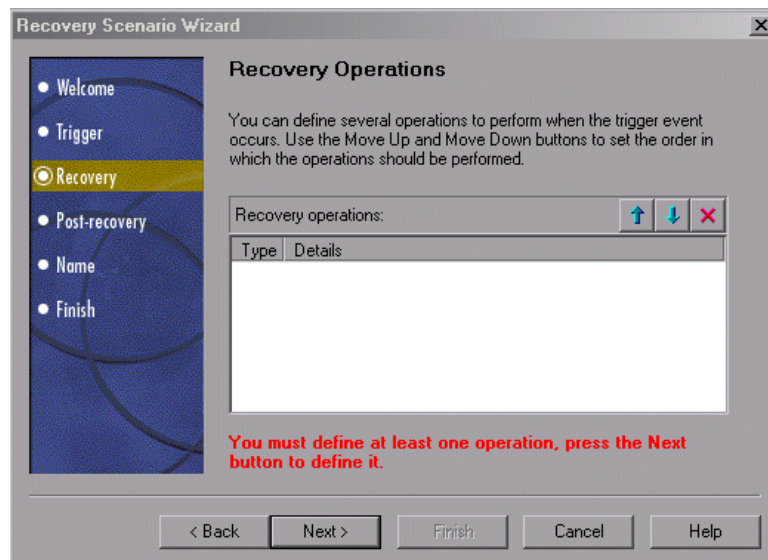 Recovery Scenario Wizard
Welcome
Trigger
Recovery
Post-recovery
Name
Finish
Recovery Operations
You can define several operations to perform when the trigger event
occurs. Use the Move Up and Move Down buttons to set the order in
which the operations should be performed.
Recovery operations:
Type Details
You must define at least one operation, press the Next
button to define it.
< Back Next > Finish Cancel Help